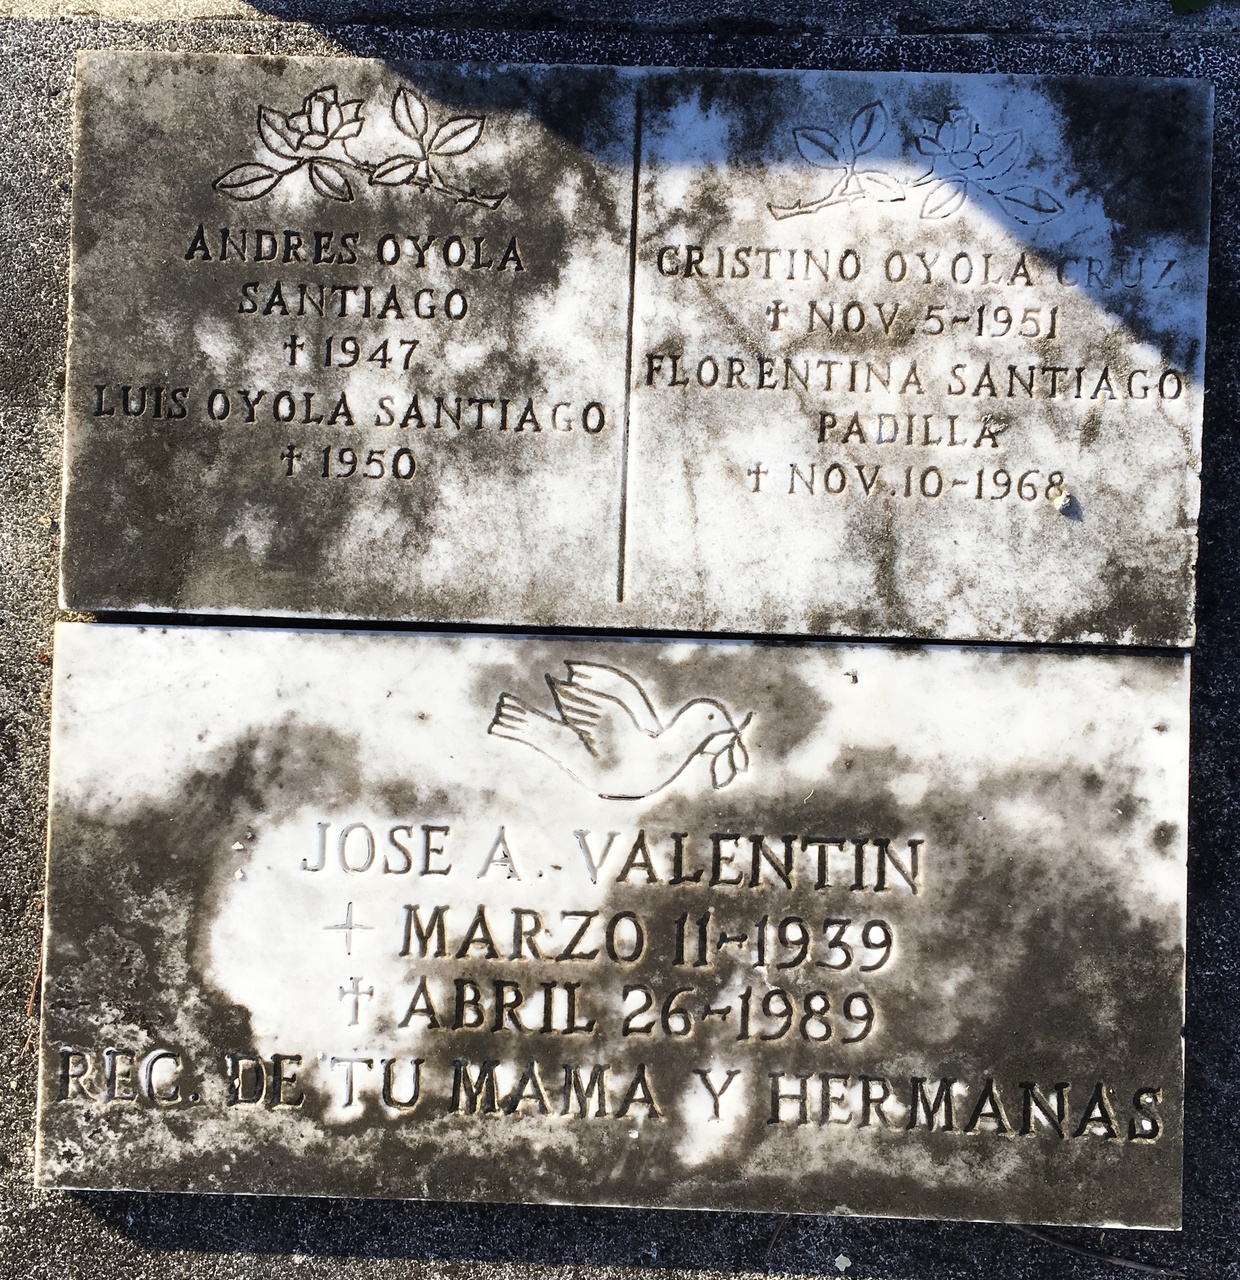 ANDRES OYOLA
SANTIAGO
† 1947
LUIS OYOLA SANTIAGO
† 1950
CRISTINO OYOLA CRUZ
† NOV. 5-1951
FLORENTINA SANTIAGO
PADILLA
† NOV. 10-1968
JOSE A. VALENTIN
+ MARZO 11-1939
† ABRIL 26-1989
REC. DE TU MAMA Y HERMANAS